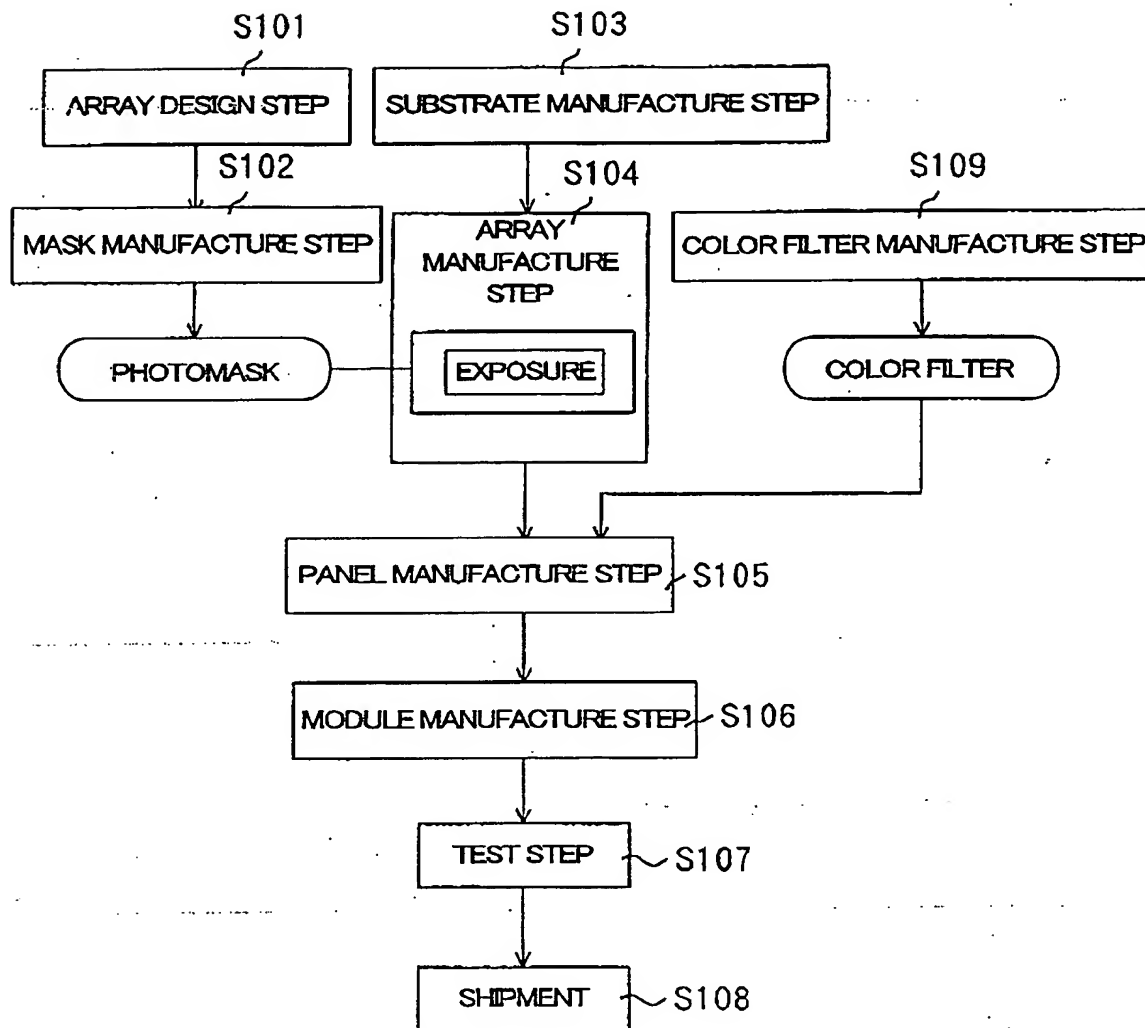 S101
S103
ARRAY DESIGN STEP
SUBSTRATE MANUFACTURE STEP
S102
S104
S109
MASK MANUFACTURE STEP
ARRAY
MANUFACTURE
STEP
COLOR FILTER MANUFACTURE STEP
PHOTOMASK
EXPOSURE
COLOR FILTER
PANEL MANUFACTURE STEP
S105
MODULE MANUFACTURE STEP
S106
TEST STEP
S107
SHIPMENT
S108